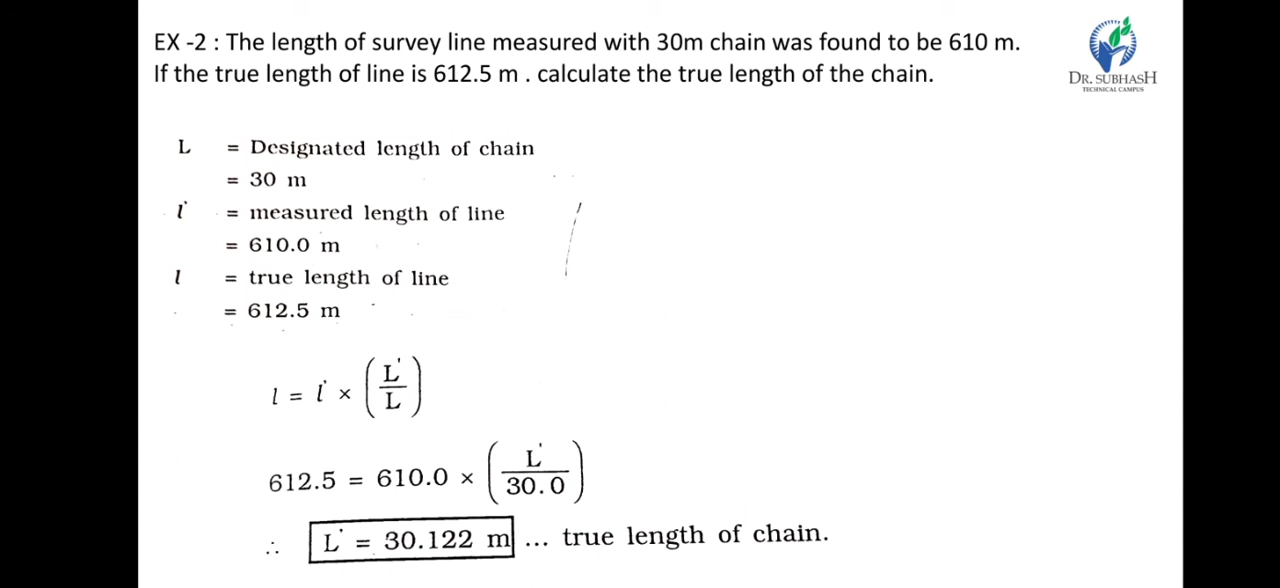 EX -2 : The length of survey line measured with 30m chain was found to be 610 m.
If the true length of line is 612.5 m . calculate the true length of the chain.
DR. SUBHASH
TECHNICAL CAMPUS
L = Designated length of chain
= 30 m
l' = measured length of line
= 610.0 m
l = true length of line
= 612.5 m
l = l' × (L'/L)
612.5 = 610.0 × (L'/30.0)
∴ L' = 30.122 m ... true length of chain.